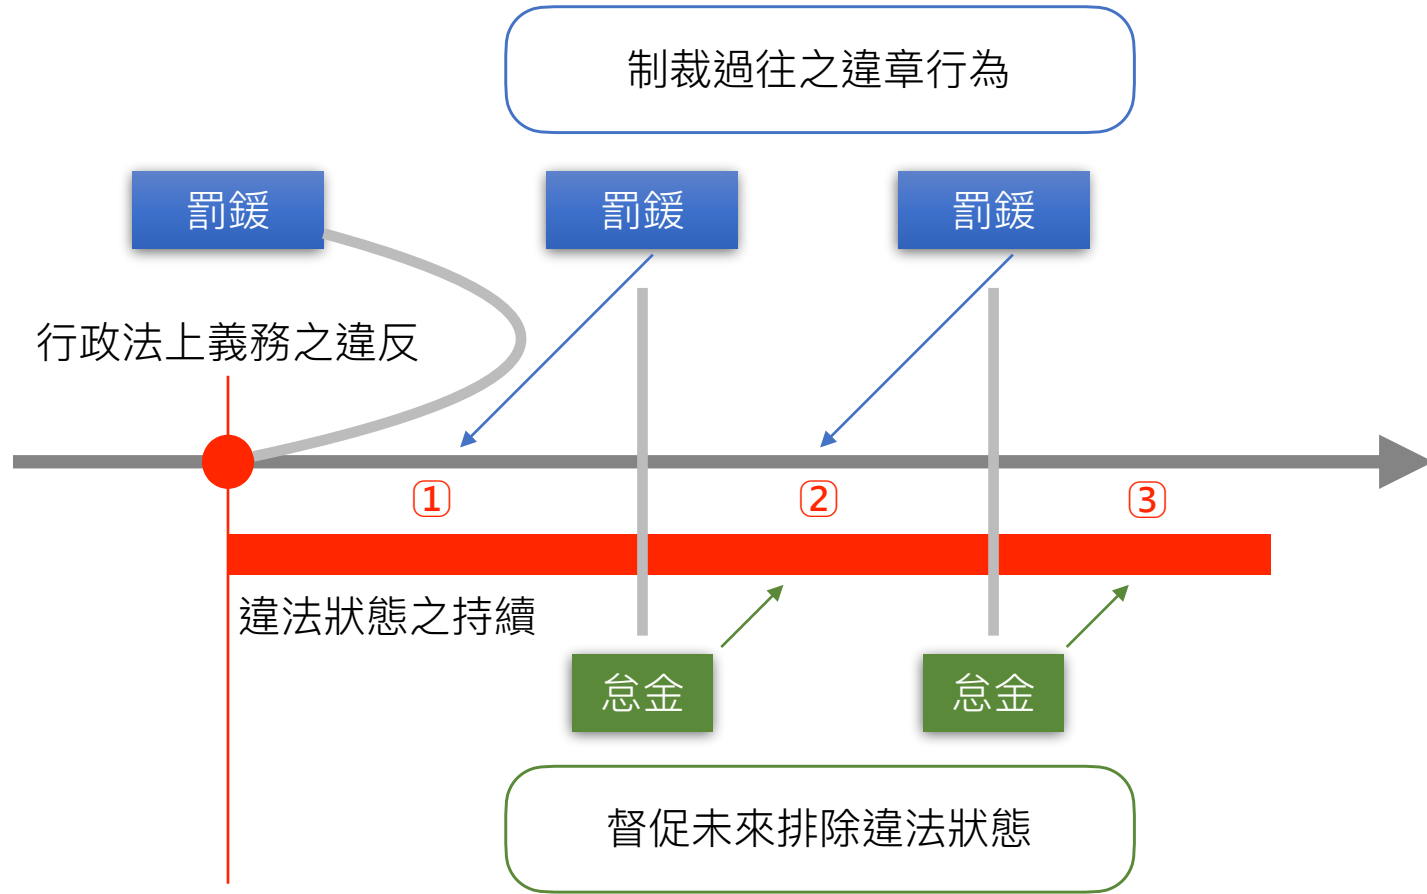 制裁過往之違章行為
罰鍰
罰鍰
罰鍰
行政法上義務之違反
1
2
3
違法狀態之持續
怠金
怠金
督促未來排除違法狀態